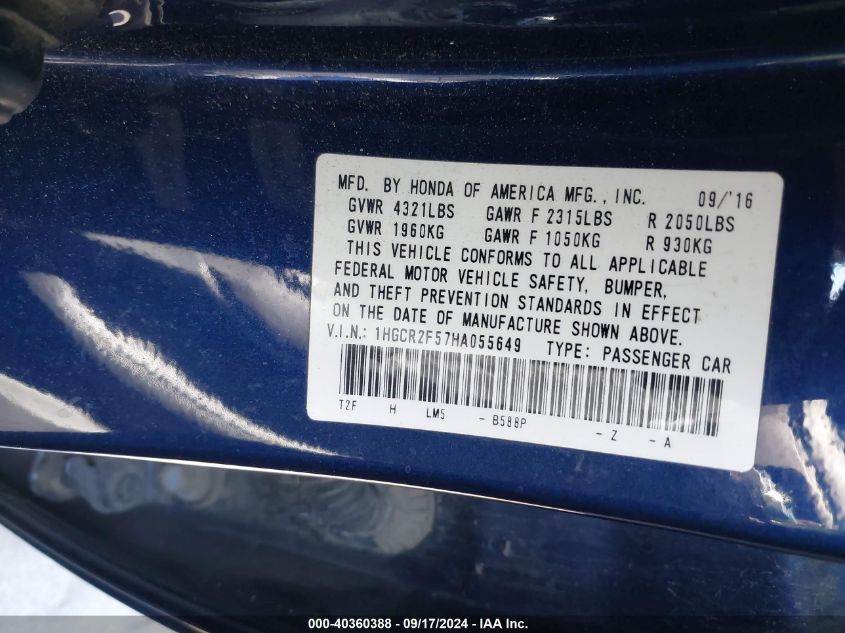 MFD. BY HONDA OF AMERICA MFG., INC. 09/'16
GVWR 4321LBS GAWR F 2315LBS R 2050LBS
GVWR 1960KG GAWR F 1050KG R 930KG
THIS VEHICLE CONFORMS TO ALL APPLICABLE
FEDERAL MOTOR VEHICLE SAFETY, BUMPER,
AND THEFT PREVENTION STANDARDS IN EFFECT
ON THE DATE OF MANUFACTURE SHOWN ABOVE.
V.I.N.: 1HGCR2F57HA055649 TYPE: PASSENGER CAR
T2F H LM5 - B588P - Z - A
000-40360388 - 09/17/2024 - IAA Inc.